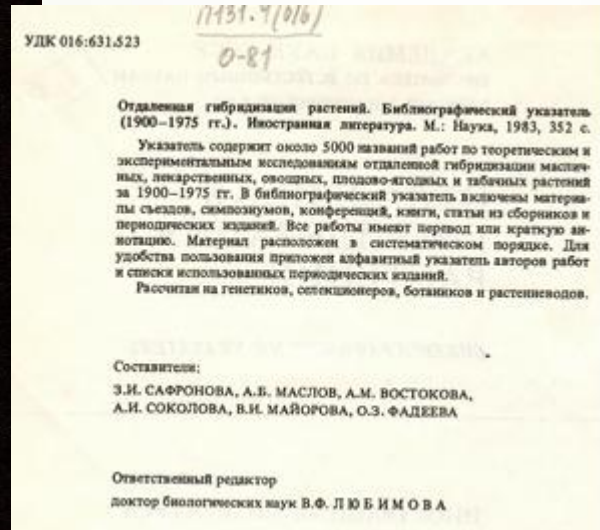 П131.4(016)
УДК 016:631.523
О-81
Отдаленная гибридизация растений. Библиографический указатель
(1900–1975 гг.). Иностранная литература. М.: Наука, 1983, 352 с.
Указатель содержит около 5000 названий работ по теоретическим и
экспериментальным исследованиям отдаленной гибридизации маслич-
ных, лекарственных, овощных, плодово-ягодных и табачных растений
за 1900–1975 гг. В библиографический указатель включены материа-
лы съездов, симпозиумов, конференций, книги, статьи из сборников и
периодических изданий. Все работы имеют перевод или краткую ан-
нотацию. Материал расположен в систематическом порядке. Для
удобства пользования приложен алфавитный указатель авторов работ
и списки использованных периодических изданий.
Рассчитан на генетиков, селекционеров, ботаников и растениеводов.
Составители:
З.И. САФРОНОВА, А.Б. МАСЛОВ, А.М. ВОСТОКОВА,
А.И. СОКОЛОВА, В.И. МАЙОРОВА, О.З. ФАДЕЕВА
Ответственный редактор
доктор биологических наук В.Ф. ЛЮБИМОВА